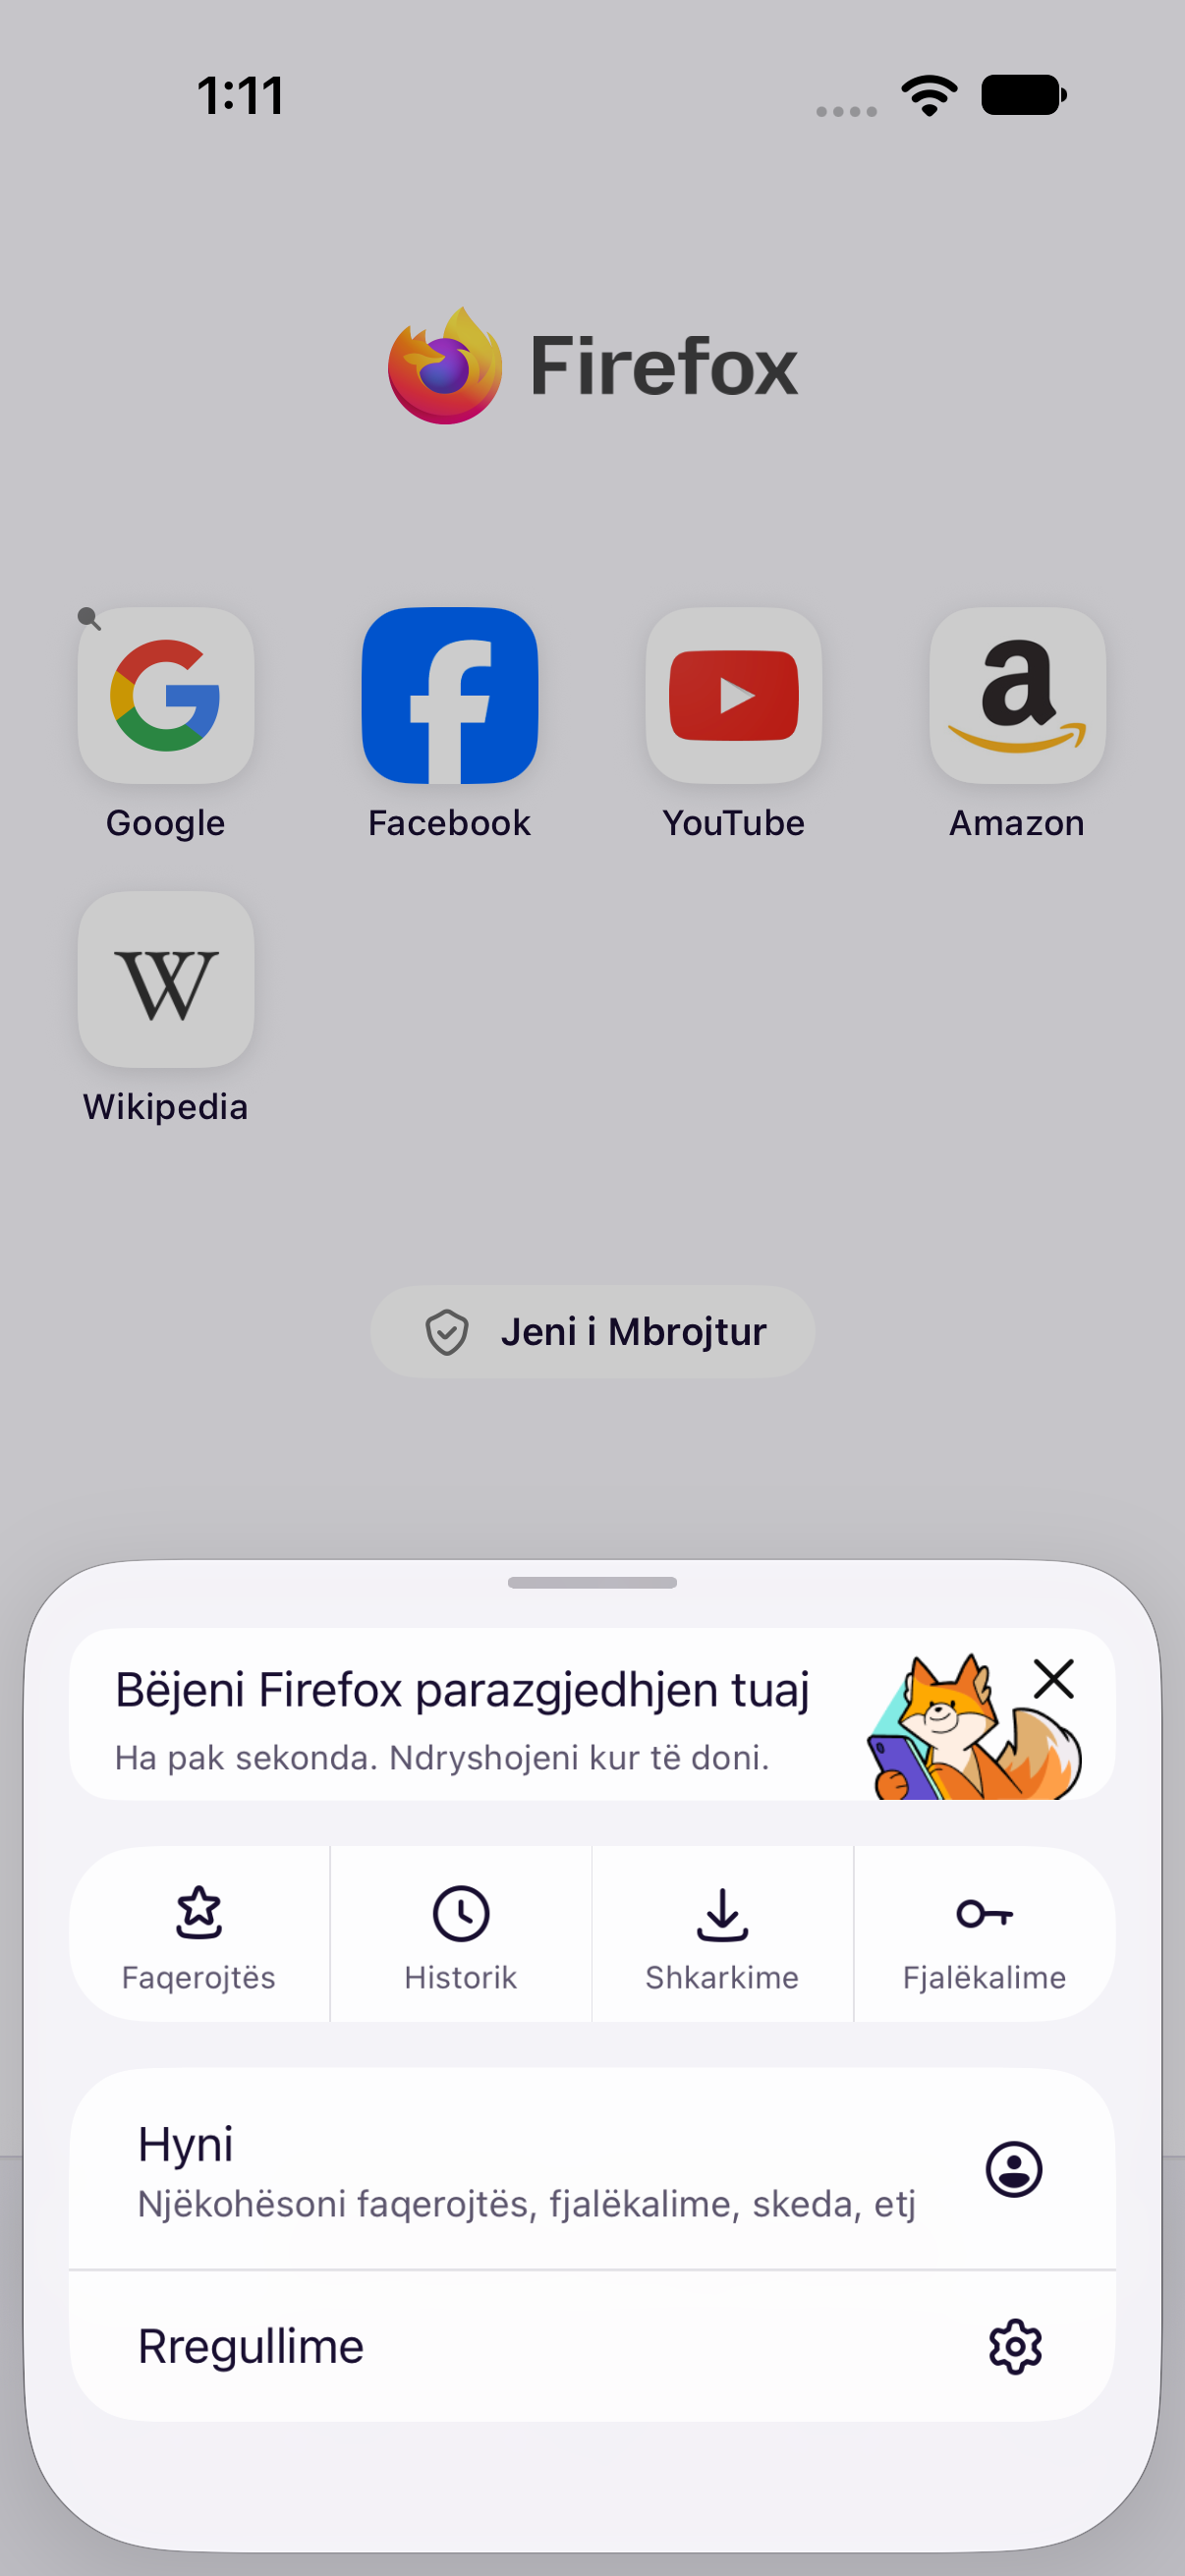 1:11
Firefox
Google
Facebook
YouTube
Amazon
Wikipedia
Jeni i Mbrojtur
Bëjeni Firefox parazgjedhjen tuaj
Ha pak sekonda. Ndryshojeni kur të doni.
Faqerojtës
Historik
Shkarkime
Fjalëkalime
Hyni
Njëkohësoni faqerojtës, fjalëkalime, skeda, etj
Rregullime